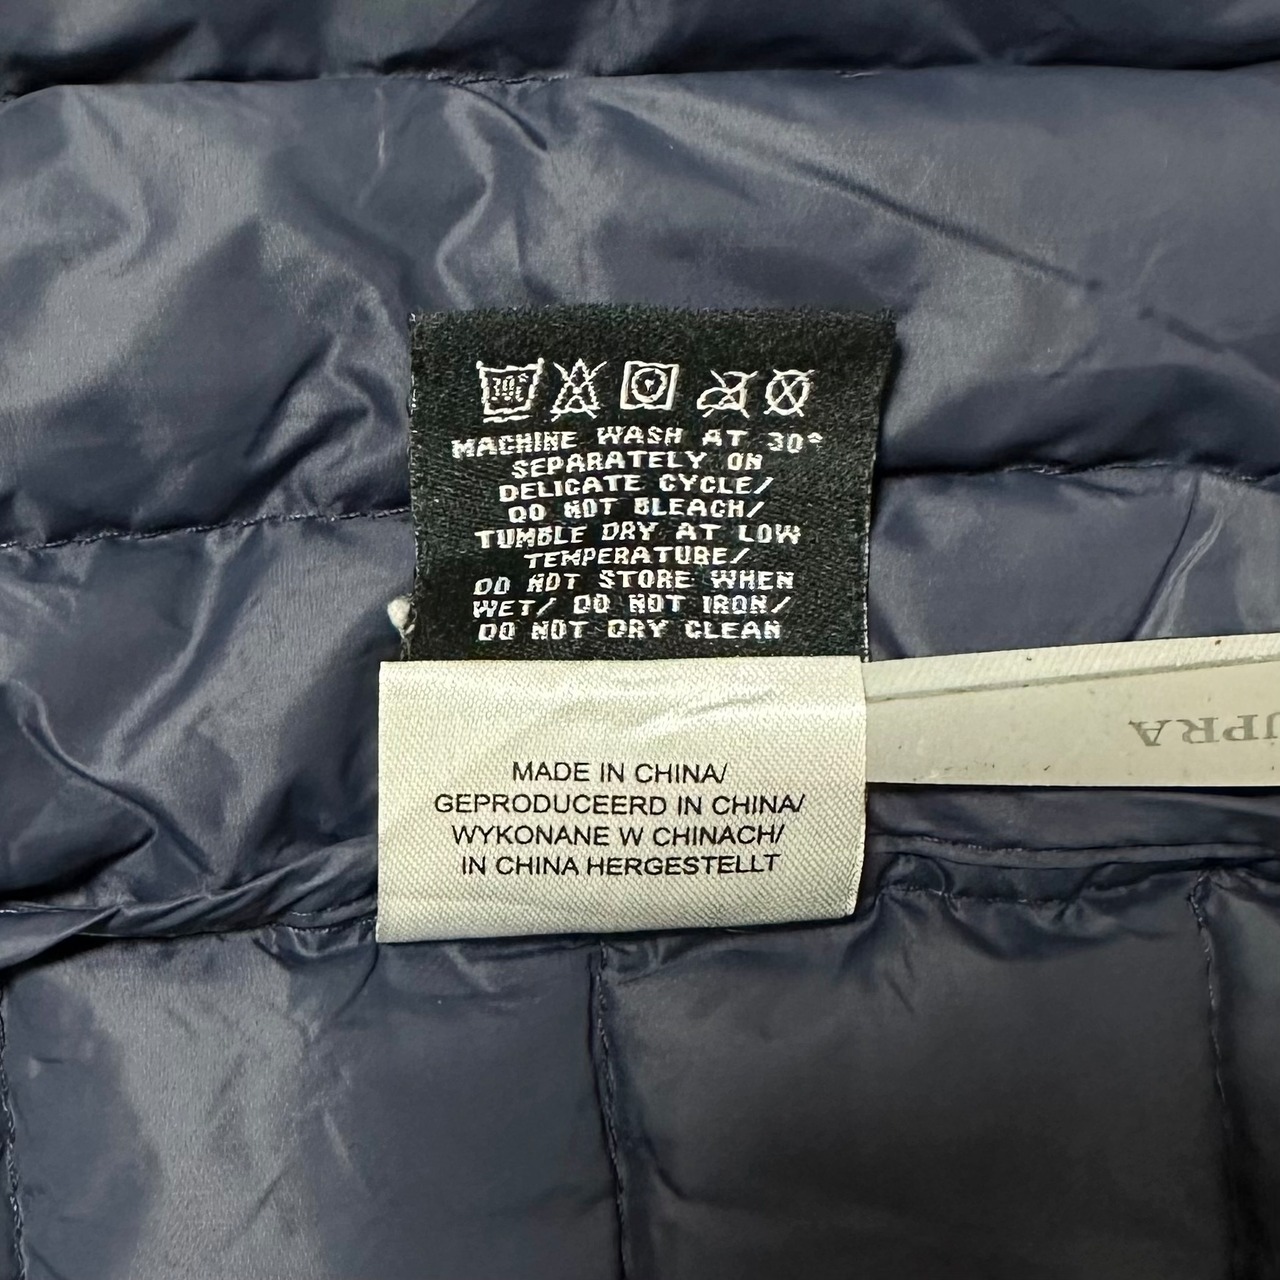 30°
MACHINE WASH AT 30°
SEPARATELY ON
DELICATE CYCLE/
DO NOT BLEACH/
TUMBLE DRY AT LOW
TEMPERATURE/
DO NOT STORE WHEN
WET/ DO NOT IRON/
DO NOT DRY CLEAN
MADE IN CHINA/
GEPRODUCEERD IN CHINA/
WYKONANE W CHINACH/
IN CHINA HERGESTELLT
UPRA